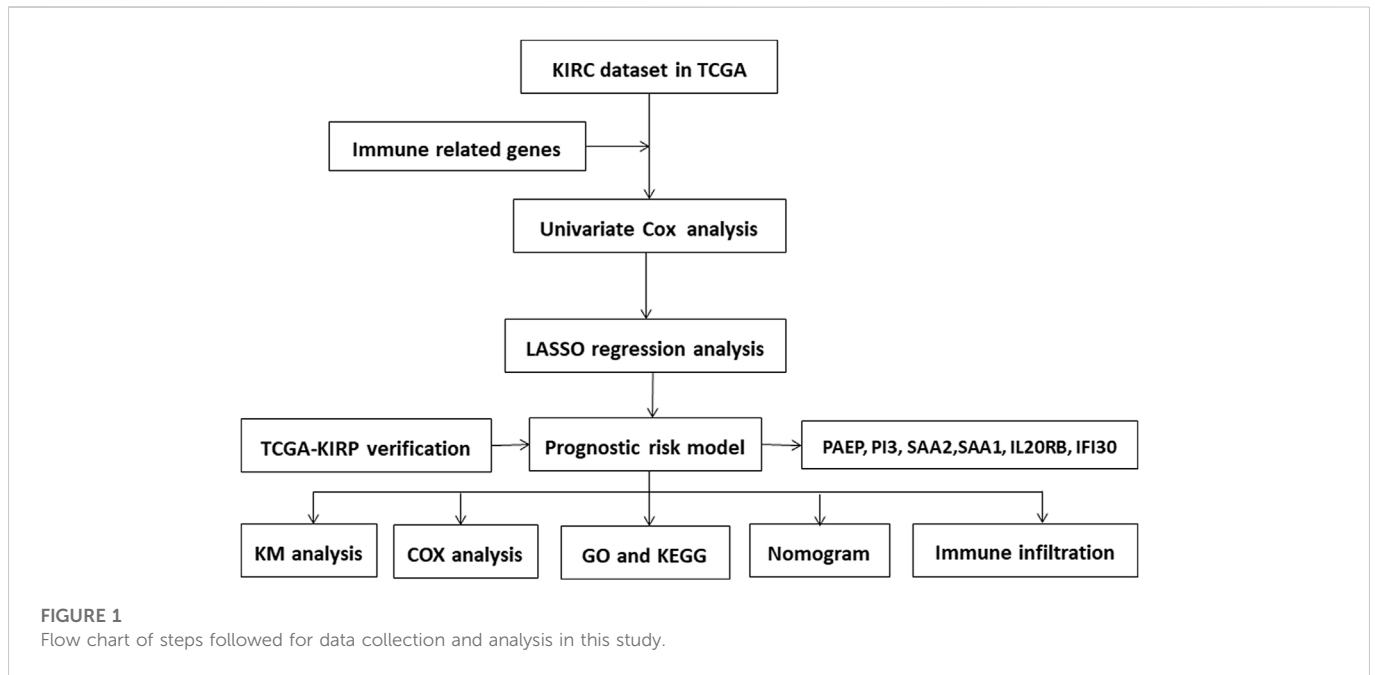 KIRC dataset in TCGA
Immune related genes
Univariate Cox analysis
LASSO regression analysis
TCGA-KIRP verification
Prognostic risk model
PAEP, PI3, SAA2,SAA1, IL20RB, IFI30
KM analysis
COX analysis
GO and KEGG
Nomogram
Immune infiltration
FIGURE 1
Flow chart of steps followed for data collection and analysis in this study.